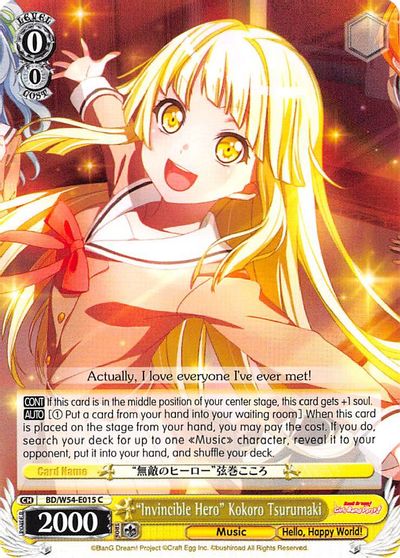 LEVEL
0
0
COST
Actually, I love everyone I've ever met!
CONT If this card is in the middle position of your center stage, this card gets +1 soul.
AUTO [① Put a card from your hand into your waiting room] When this card
is placed on the stage from your hand, you may pay the cost. If you do,
search your deck for up to one «Music» character, reveal it to your
opponent, put it into your hand, and shuffle your deck.
Card Name
"無敵のヒーロー"弦巻こころ
CH BD/W54-E015 C
"Invincible Hero" Kokoro Tsurumaki
POWER
2000
SOUL
Music
Hello, Happy World!
©BanG Dream! Project ©Craft Egg Inc. ©bushiroad All Rights Reserved.